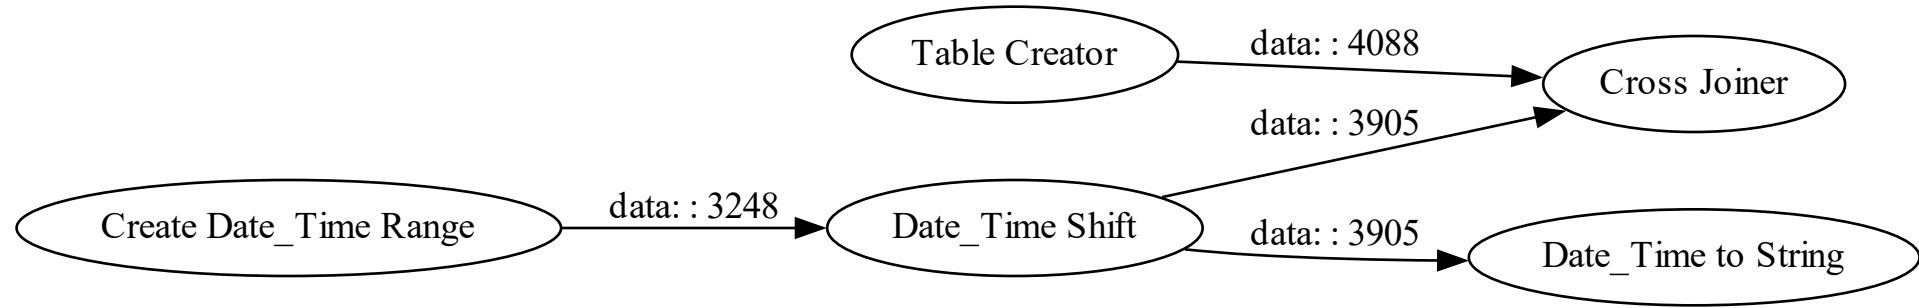 Table Creator
data: : 4088
Cross Joiner
data: : 3905
Create Date_Time Range
data: : 3248
Date_Time Shift
data: : 3905
Date_Time to String